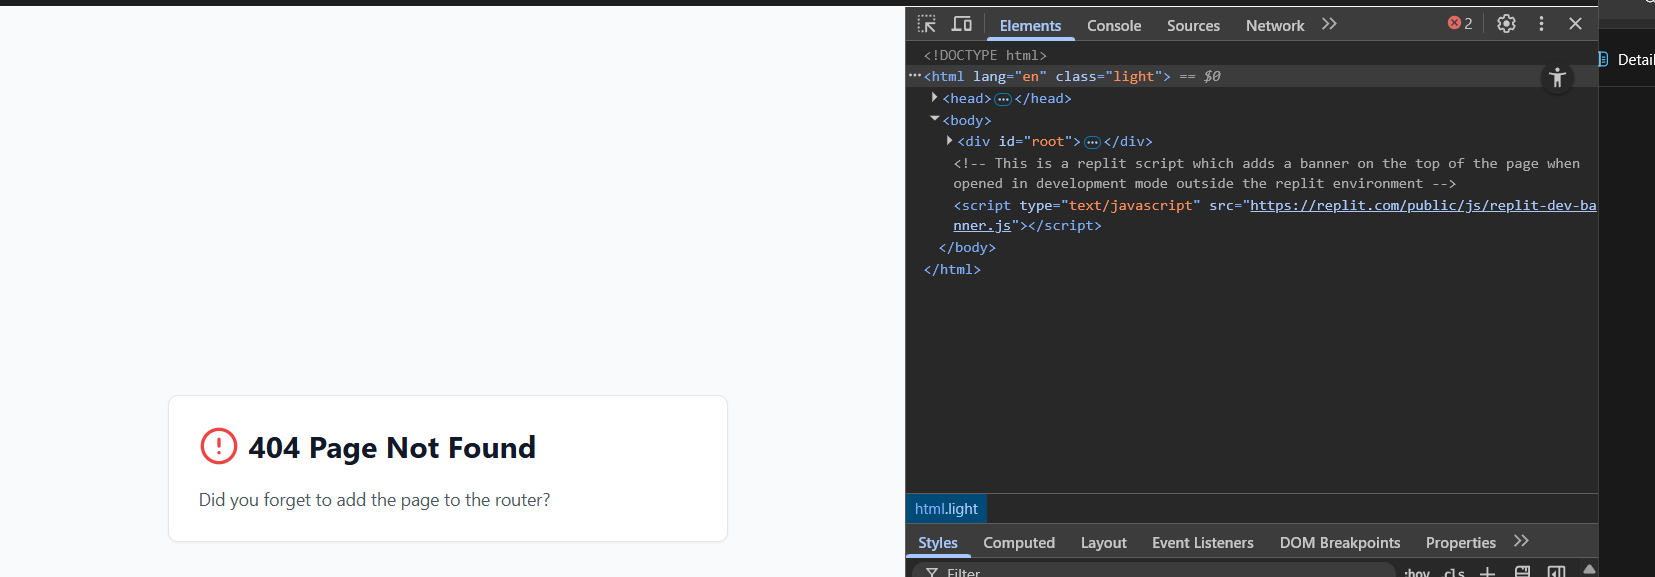 Elements Console Sources Network 2
Detail
<!DOCTYPE html>
<html lang="en" class="light"> == $0
<head>…</head>
<body>
<div id="root">…</div>
<!-- This is a replit script which adds a banner on the top of the page when
opened in development mode outside the replit environment -->
<script type="text/javascript" src="https://replit.com/public/js/replit-dev-ba
nner.js"></script>
</body>
</html>
404 Page Not Found
Did you forget to add the page to the router?
html.light
Styles Computed Layout Event Listeners DOM Breakpoints Properties
Filter :hov .cls